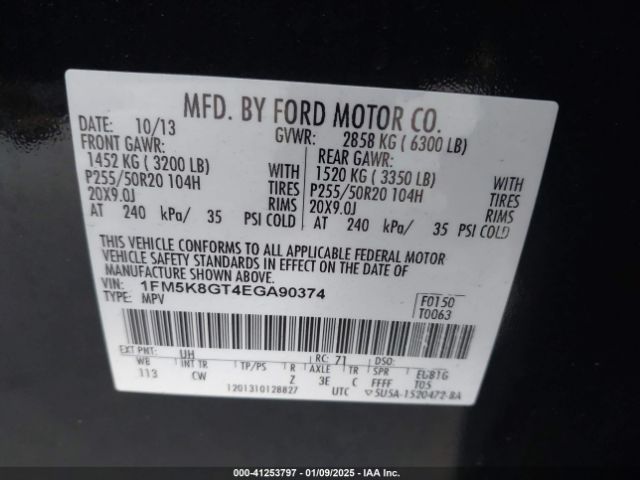 MFD. BY FORD MOTOR CO.
DATE: 10/13 GVWR: 2858 KG ( 6300 LB)
FRONT GAWR: REAR GAWR:
1452 KG ( 3200 LB) 1520 KG ( 3350 LB)
P255/50R20 104H TIRES P255/50R20 104H TIRES
20X9.0J RIMS 20X9.0J RIMS
AT 240 kPa/ 35 PSI COLD AT 240 kPa/ 35 PSI COLD
THIS VEHICLE CONFORMS TO ALL APPLICABLE FEDERAL MOTOR
VEHICLE SAFETY STANDARDS IN EFFECT ON THE DATE OF
MANUFACTURE SHOWN ABOVE.
VIN: 1FM5K8GT4EGA90374 F0150
TYPE: MPV T0063
EXT PNT: UH RC: 71 DSO:
WB INT TR TP/PS R AXLE TR SPR EUBTG
113 CW Z 3E C FFFF T05
1201310128827 UTC 5U5A-1520472-BA
© 40 - 41253797 - 01/09/2025 - IAA Inc.